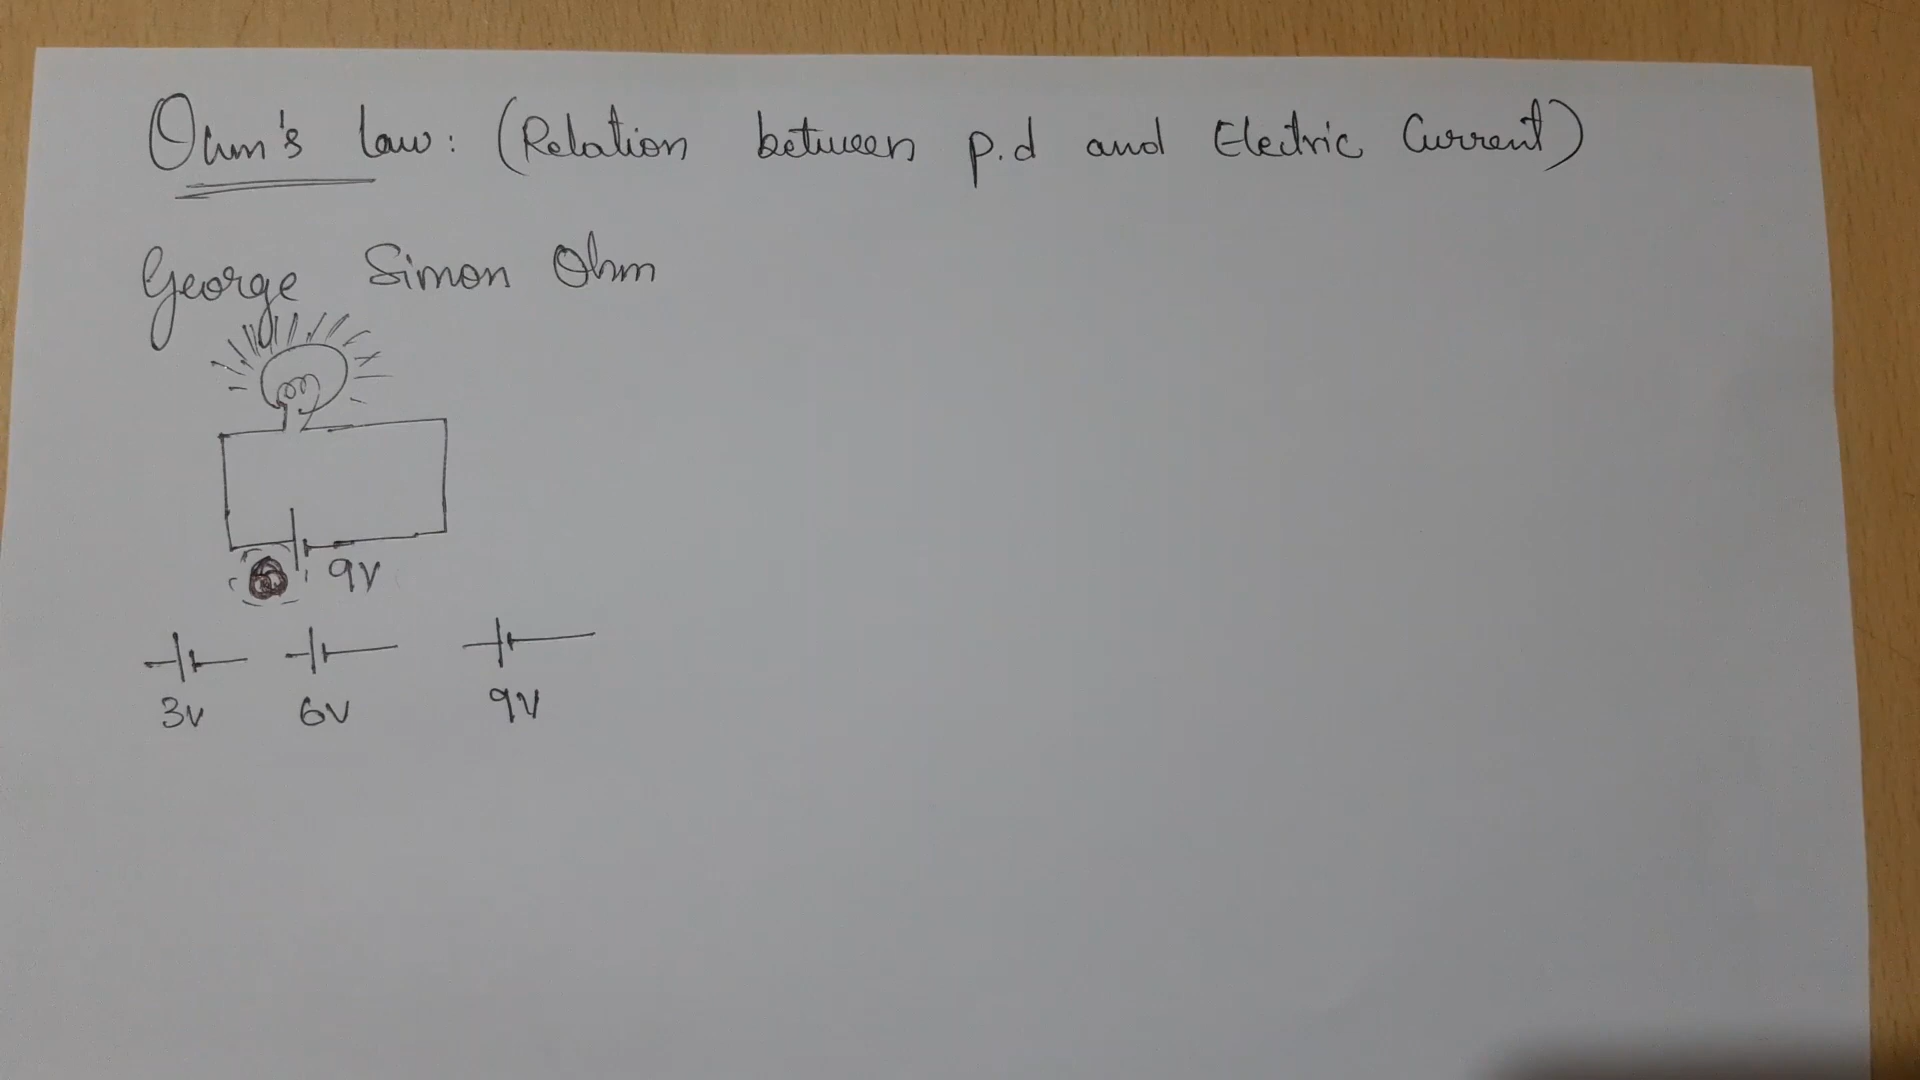 Ohm's law: (Relation between p.d and Electric Current)
George Simon Ohm
9V
3V 6V 9V